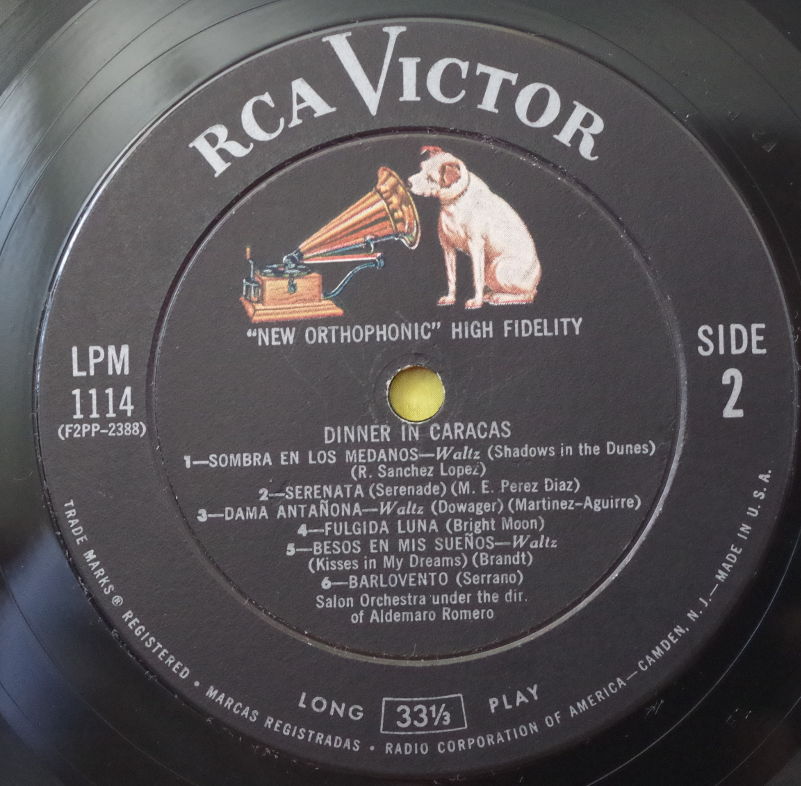 RCA VICTOR
"NEW ORTHOPHONIC" HIGH FIDELITY
LPM
1114
(F2PP-2388)
SIDE
2
DINNER IN CARACAS
1—SOMBRA EN LOS MEDANOS—Waltz (Shadows in the Dunes)
(R. Sanchez Lopez)
2—SERENATA (Serenade) (M. E. Perez Diaz)
3—DAMA ANTAÑONA—Waltz (Dowager) (Martinez-Aguirre)
4—FULGIDA LUNA (Bright Moon)
5—BESOS EN MIS SUEÑOS—Waltz
(Kisses in My Dreams) (Brandt)
6—BARLOVENTO (Serrano)
Salon Orchestra under the dir.
of Aldemaro Romero
LONG 33⅓ PLAY
TRADE MARKS® REGISTERED • MARCAS REGISTRADAS • RADIO CORPORATION OF AMERICA—CAMDEN, N. J.—MADE IN U. S. A.